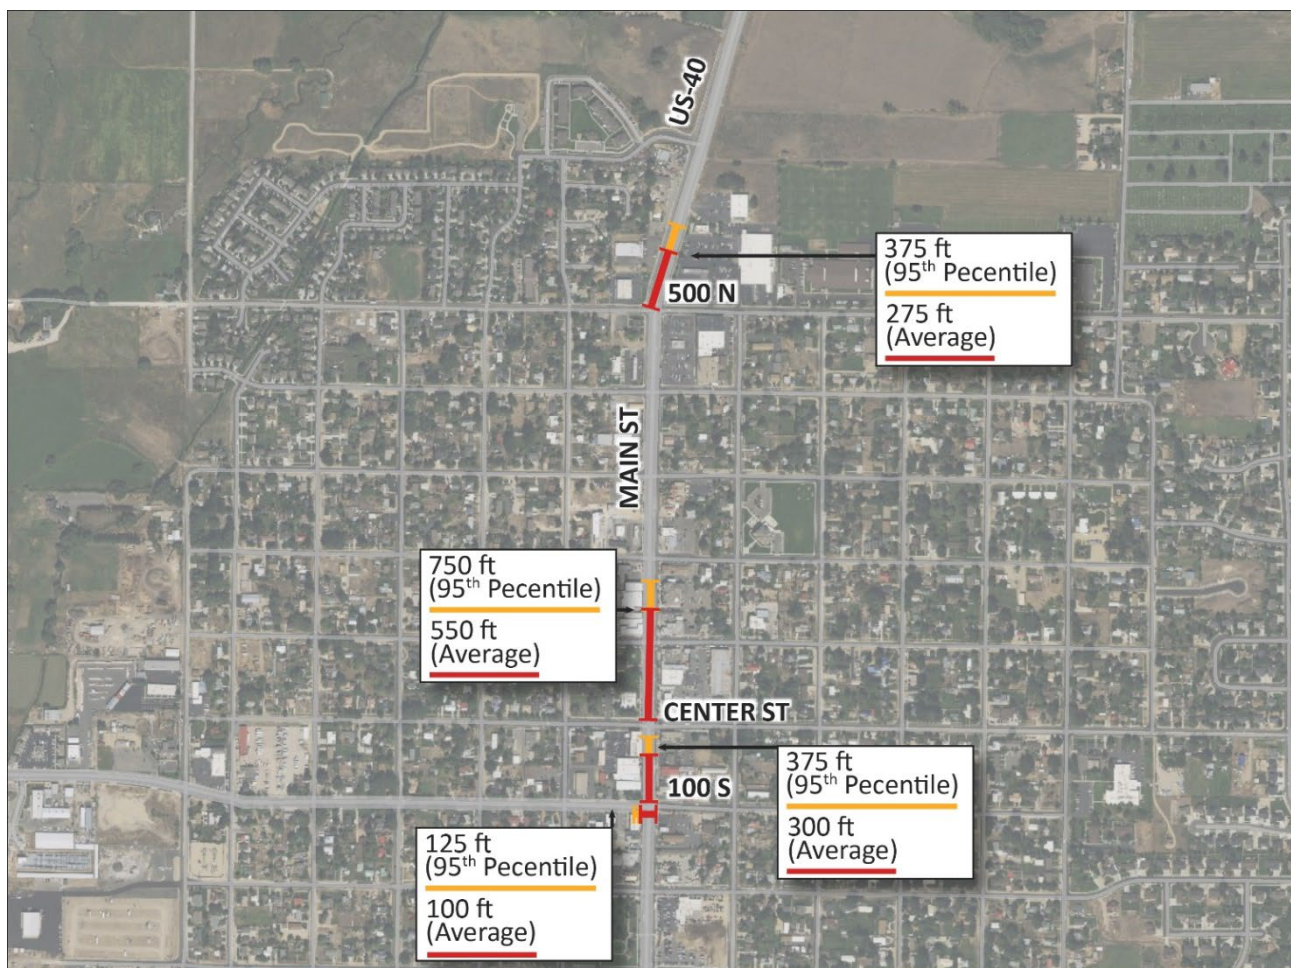 US-40
375 ft
(95th Pecentile)
275 ft
(Average)
500 N
MAIN ST
750 ft
(95th Pecentile)
550 ft
(Average)
CENTER ST
375 ft
(95th Pecentile)
300 ft
(Average)
100 S
125 ft
(95th Pecentile)
100 ft
(Average)